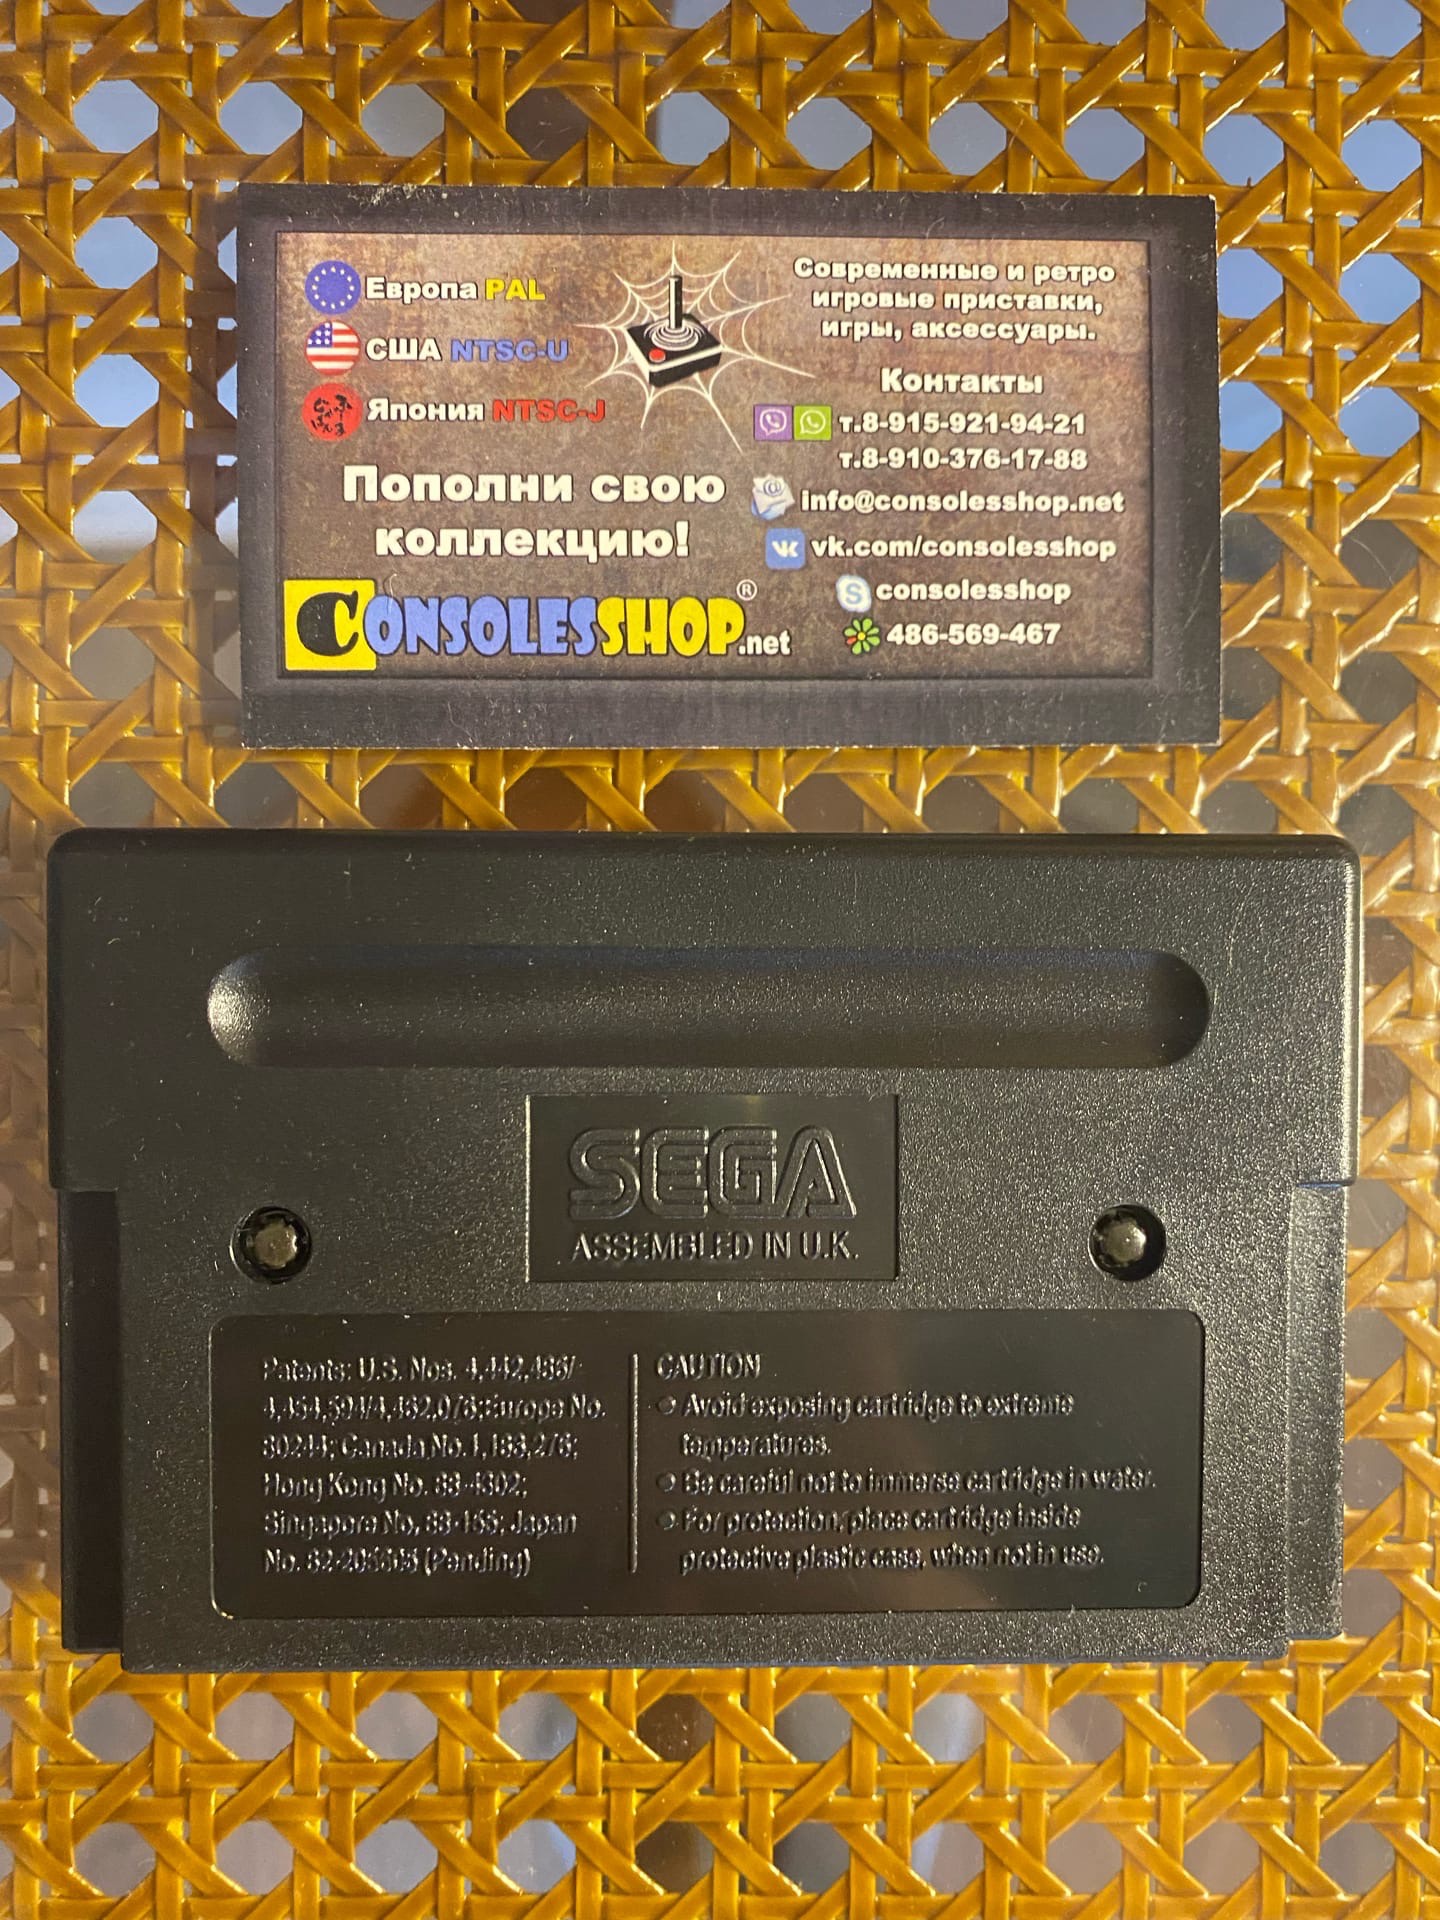 Европа PAL
США NTSC-U
Япония NTSC-J
Пополни свою
коллекцию!
CONSOLESSHOP®.net
Современные и ретро
игровые приставки,
игры, аксессуары.
Контакты
т.8-915-921-94-21
т.8-910-376-17-88
info@consolesshop.net
vk.com/consolesshop
consolesshop
486-569-467
SEGA
ASSEMBLED IN U.K.
Patents: U.S. Nos. 4,442,486/
4,454,594/4,462,076;Europe No.
80244; Canada No. 1,183,276;
Hong Kong No. 88-4302;
Singapore No. 88-155; Japan
No. 82-205605 (Pending)
CAUTION
Avoid exposing cartridge to extreme
temperatures.
Be careful not to immerse cartridge in water.
For protection, place cartridge inside
protective plastic case, when not in use.